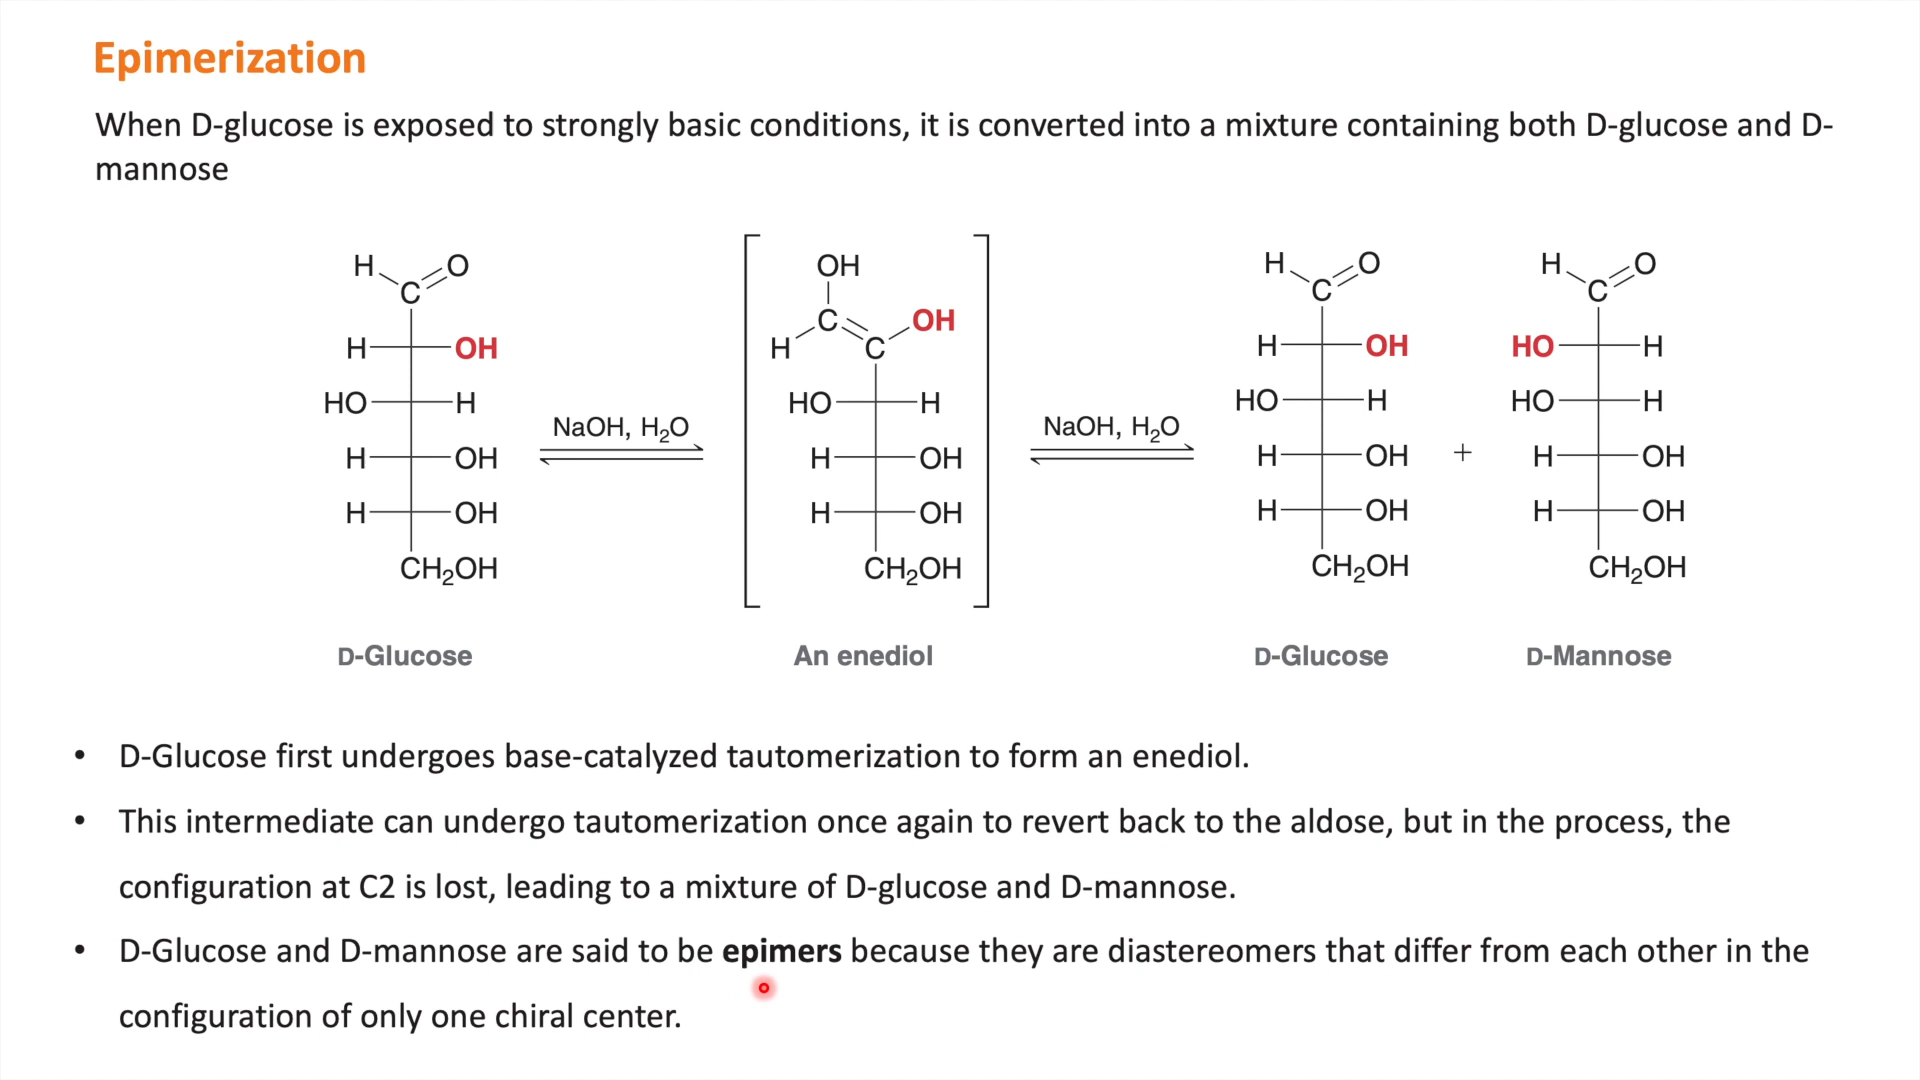 Epimerization
When D-glucose is exposed to strongly basic conditions, it is converted into a mixture containing both D-glucose and D-
mannose
H O
C
H OH
HO H
H OH
H OH
CH2OH
D-Glucose
NaOH, H2O
OH
C OH
H C
HO H
H OH
H OH
CH2OH
An enediol
NaOH, H2O
H O
C
H OH
HO H
H OH
H OH
CH2OH
D-Glucose
+
H O
C
HO H
HO H
H OH
H OH
CH2OH
D-Mannose
• D-Glucose first undergoes base-catalyzed tautomerization to form an enediol.
• This intermediate can undergo tautomerization once again to revert back to the aldose, but in the process, the
configuration at C2 is lost, leading to a mixture of D-glucose and D-mannose.
• D-Glucose and D-mannose are said to be epimers because they are diastereomers that differ from each other in the
configuration of only one chiral center.